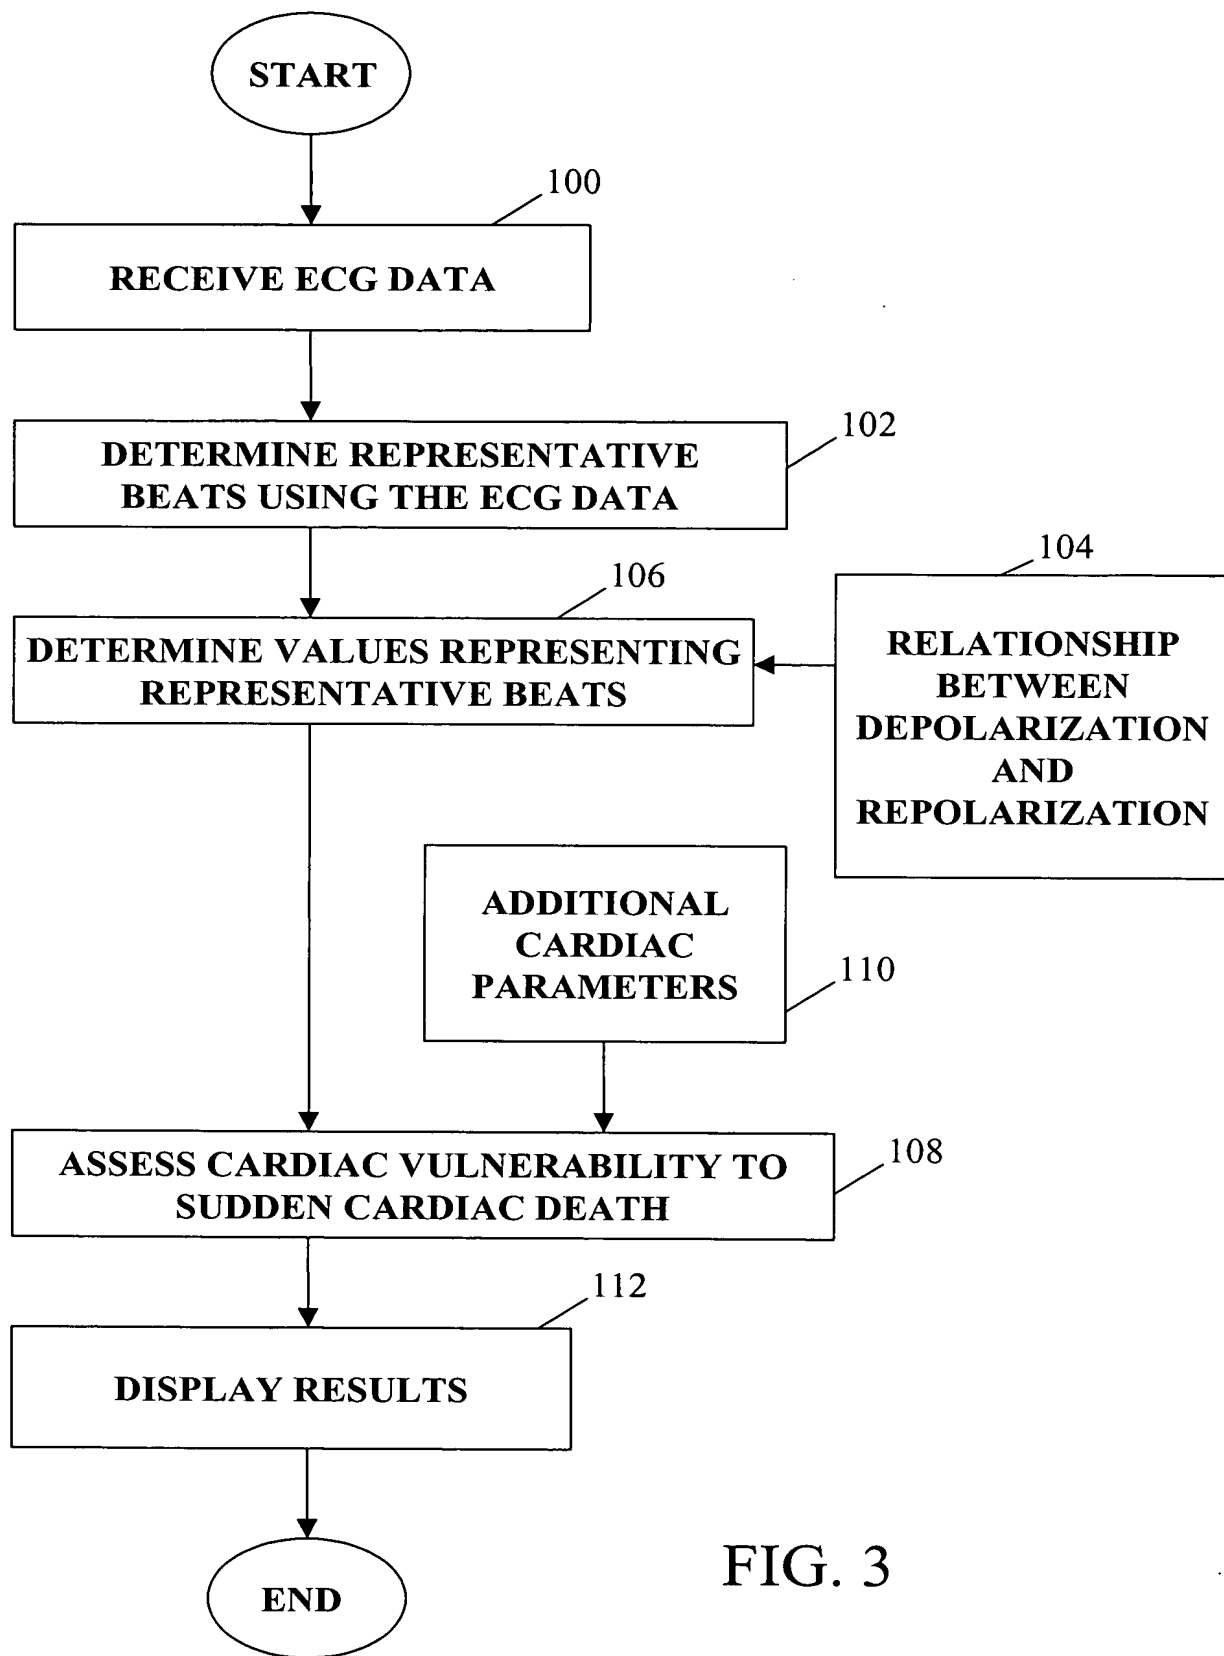 START
100
RECEIVE ECG DATA
102
DETERMINE REPRESENTATIVE
BEATS USING THE ECG DATA
104
106
DETERMINE VALUES REPRESENTING
REPRESENTATIVE BEATS
RELATIONSHIP
BETWEEN
DEPOLARIZATION
AND
REPOLARIZATION
ADDITIONAL
CARDIAC
PARAMETERS
110
ASSESS CARDIAC VULNERABILITY TO
SUDDEN CARDIAC DEATH
108
112
DISPLAY RESULTS
END
FIG. 3